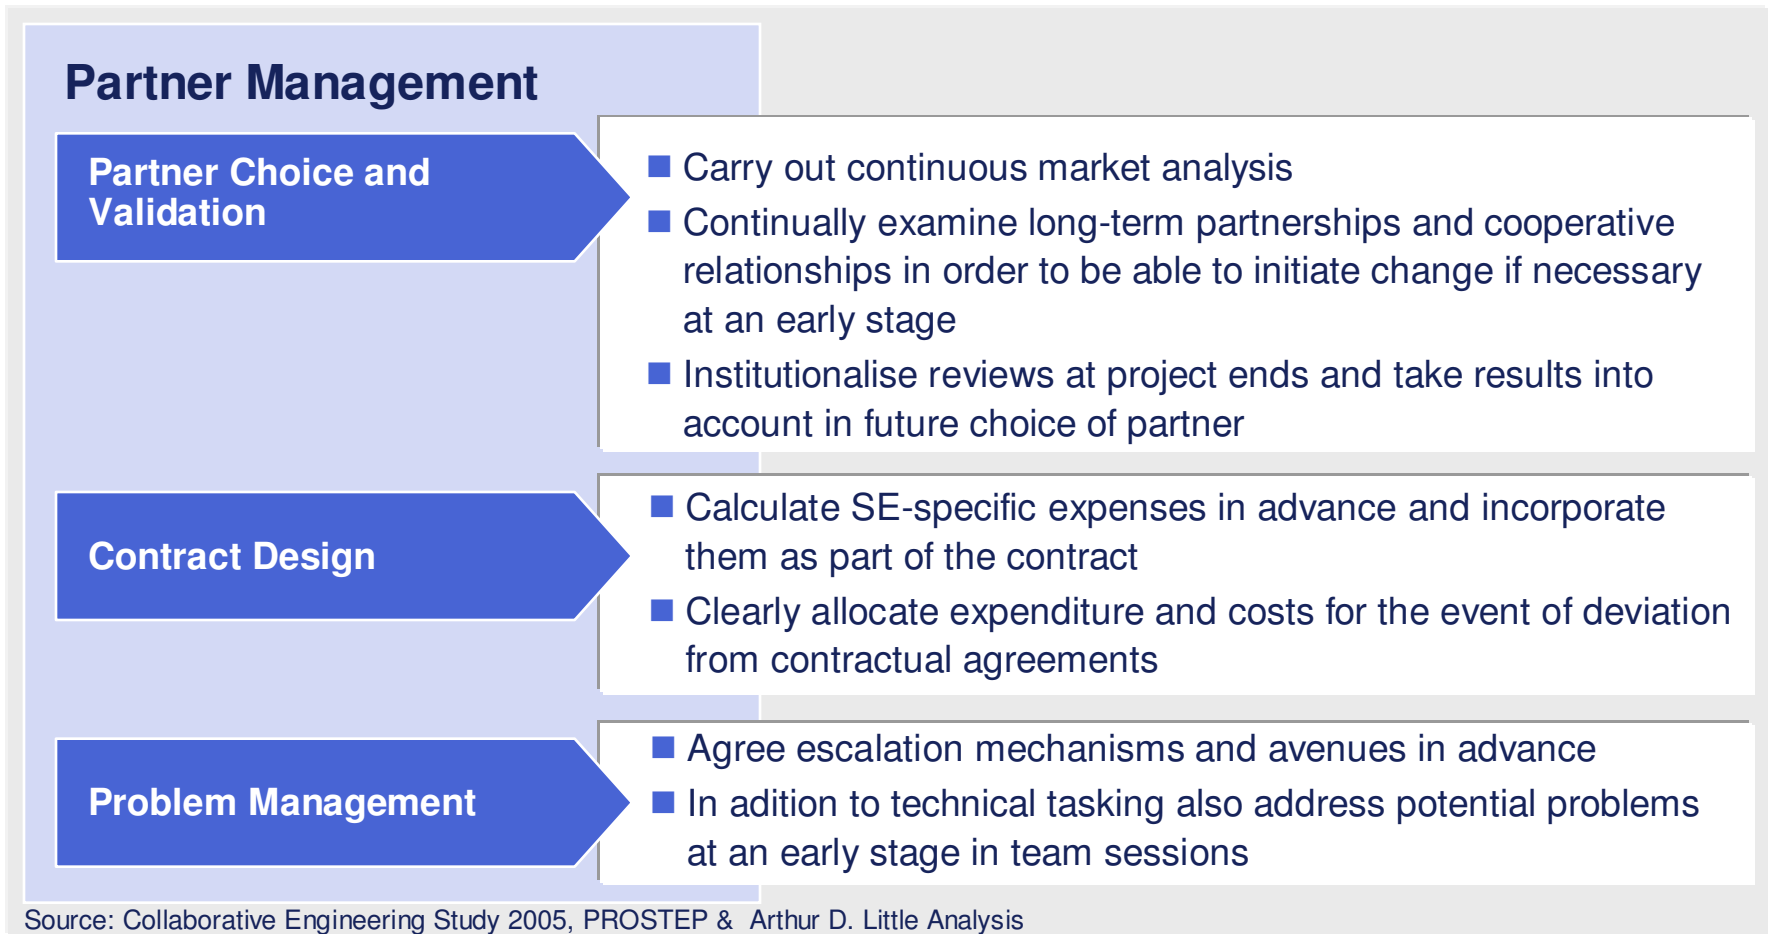 Partner Management
Partner Choice and
Validation
■ Carry out continuous market analysis
■ Continually examine long-term partnerships and cooperative
relationships in order to be able to initiate change if necessary
at an early stage
■ Institutionalise reviews at project ends and take results into
account in future choice of partner
Contract Design
■ Calculate SE-specific expenses in advance and incorporate
them as part of the contract
■ Clearly allocate expenditure and costs for the event of deviation
from contractual agreements
Problem Management
■ Agree escalation mechanisms and avenues in advance
■ In adition to technical tasking also address potential problems
at an early stage in team sessions
Source: Collaborative Engineering Study 2005, PROSTEP & Arthur D. Little Analysis